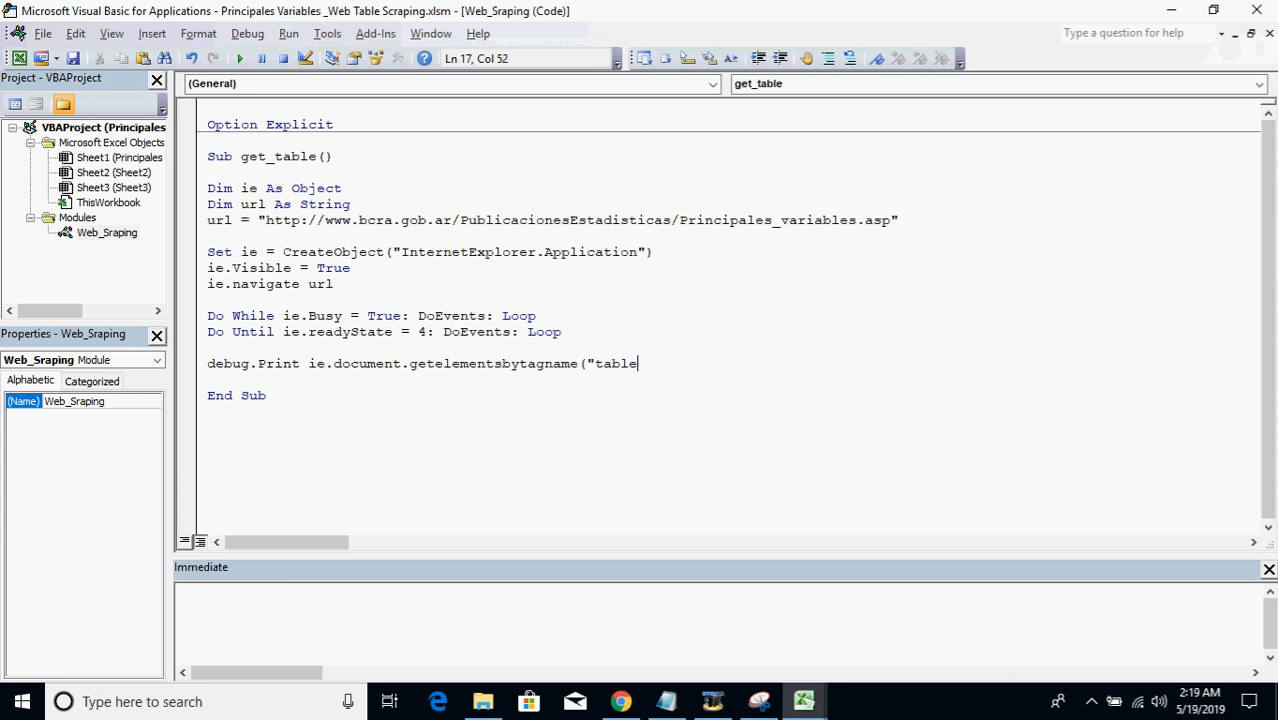 Microsoft Visual Basic for Applications - Principales Variables _Web Table Scraping.xlsm - [Web_Sraping (Code)]
File Edit View Insert Format Debug Run Tools Add-Ins Window Help
Type a question for help
Ln 17, Col 52
Project - VBAProject
(General)
get_table
VBAProject (Principales
Microsoft Excel Objects
Sheet1 (Principales
Sheet2 (Sheet2)
Sheet3 (Sheet3)
ThisWorkbook
Modules
Web_Sraping
Properties - Web_Sraping
Web_Sraping Module
Alphabetic Categorized
(Name) Web_Sraping
Option Explicit
Sub get_table()
Dim ie As Object
Dim url As String
url = "http://www.bcra.gob.ar/PublicacionesEstadisticas/Principales_variables.asp"
Set ie = CreateObject("InternetExplorer.Application")
ie.Visible = True
ie.navigate url
Do While ie.Busy = True: DoEvents: Loop
Do Until ie.readyState = 4: DoEvents: Loop
debug.Print ie.document.getelementsbytagname("table
End Sub
Immediate
Type here to search
2:19 AM
5/19/2019